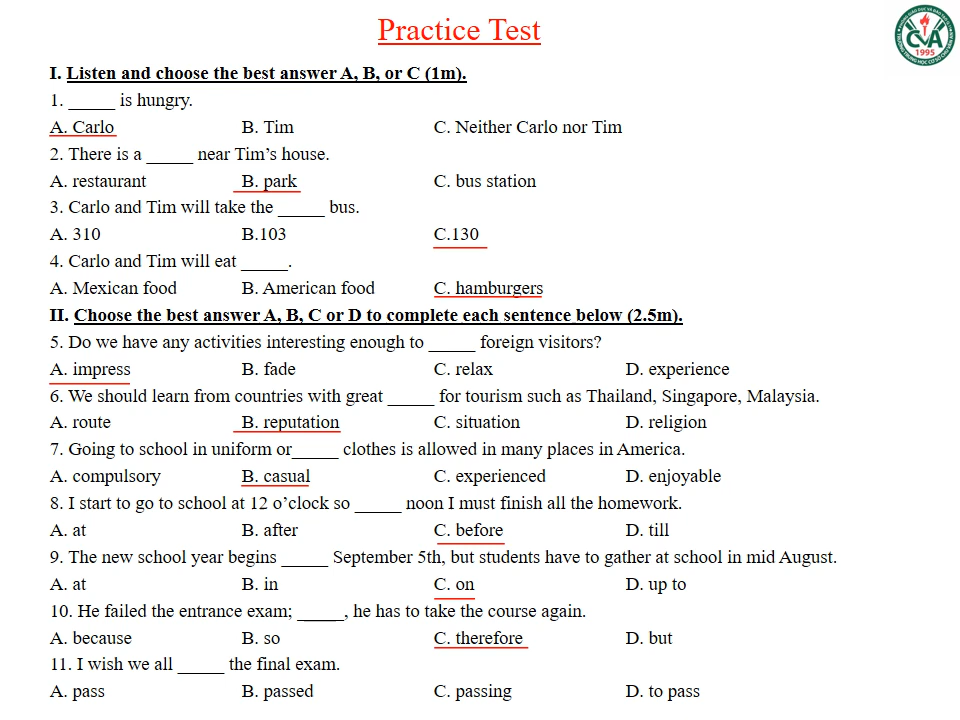 Practice Test
CVA
1995
I. Listen and choose the best answer A, B, or C (1m).
1. _____ is hungry.
A. Carlo B. Tim C. Neither Carlo nor Tim
2. There is a _____ near Tim’s house.
A. restaurant B. park C. bus station
3. Carlo and Tim will take the _____ bus.
A. 310 B.103 C.130
4. Carlo and Tim will eat _____.
A. Mexican food B. American food C. hamburgers
II. Choose the best answer A, B, C or D to complete each sentence below (2.5m).
5. Do we have any activities interesting enough to _____ foreign visitors?
A. impress B. fade C. relax D. experience
6. We should learn from countries with great _____ for tourism such as Thailand, Singapore, Malaysia.
A. route B. reputation C. situation D. religion
7. Going to school in uniform or_____ clothes is allowed in many places in America.
A. compulsory B. casual C. experienced D. enjoyable
8. I start to go to school at 12 o’clock so _____ noon I must finish all the homework.
A. at B. after C. before D. till
9. The new school year begins _____ September 5th, but students have to gather at school in mid August.
A. at B. in C. on D. up to
10. He failed the entrance exam; _____, he has to take the course again.
A. because B. so C. therefore D. but
11. I wish we all _____ the final exam.
A. pass B. passed C. passing D. to pass